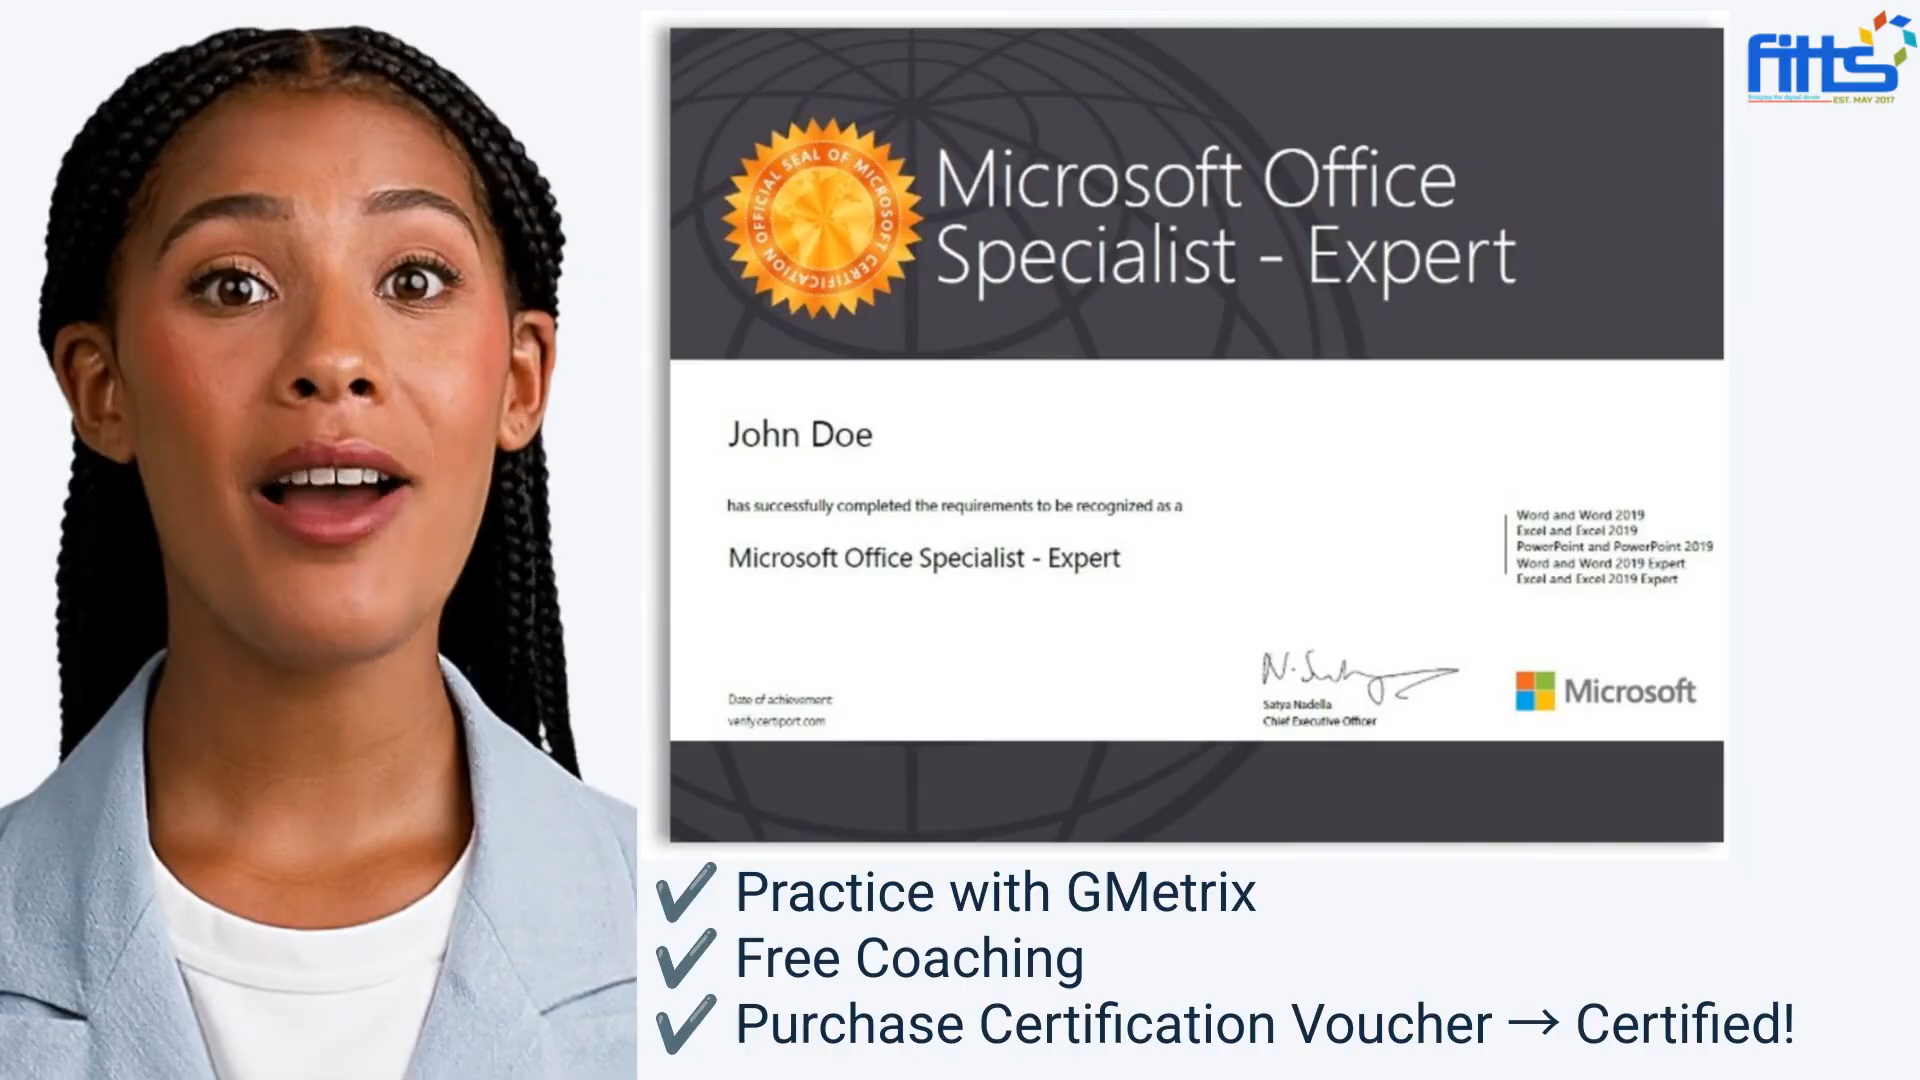 fitts
EST. MAY 2017
OFFICIAL SEAL OF MICROSOFT CERTIFICATION
Microsoft Office
Specialist - Expert
John Doe
has successfully completed the requirements to be recognized as a
Microsoft Office Specialist - Expert
Word and Word 2019
Excel and Excel 2019
PowerPoint and PowerPoint 2019
Word and Word 2019 Expert
Excel and Excel 2019 Expert
Date of achievement:
verify.certiport.com
Satya Nadella
Chief Executive Officer
Microsoft
✔ Practice with GMetrix
✔ Free Coaching
✔ Purchase Certification Voucher → Certified!